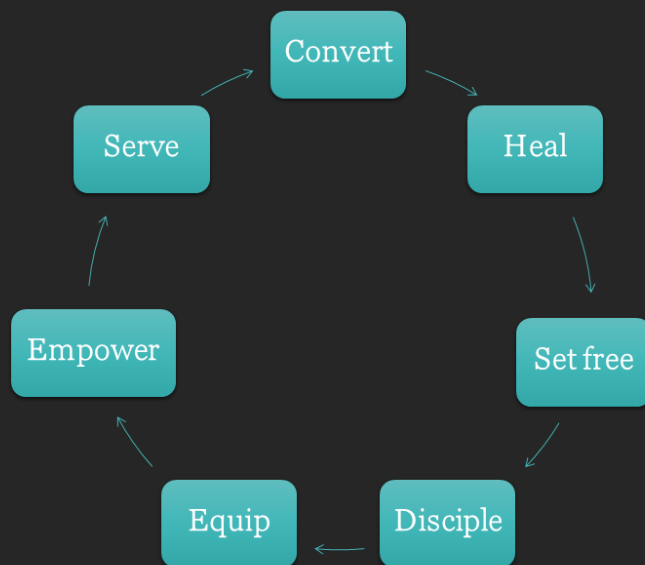 Convert
Heal
Set free
Disciple
Equip
Empower
Serve